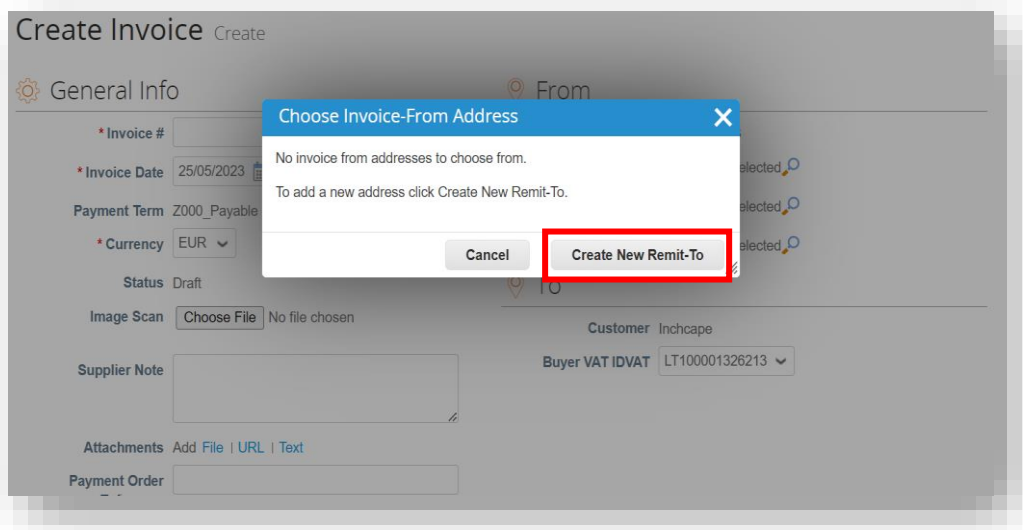 Create Invoice Create
General Info
From
* Invoice #
* Invoice Date 25/05/2023
Payment Term Z000_Payable
* Currency EUR
Status Draft
Image Scan Choose File No file chosen
Supplier Note
Attachments Add File | URL | Text
Payment Order
Choose Invoice-From Address
No invoice from addresses to choose from.
To add a new address click Create New Remit-To.
Cancel Create New Remit-To
elected
elected
elected
To
Customer Inchcape
Buyer VAT IDVAT LT100001326213